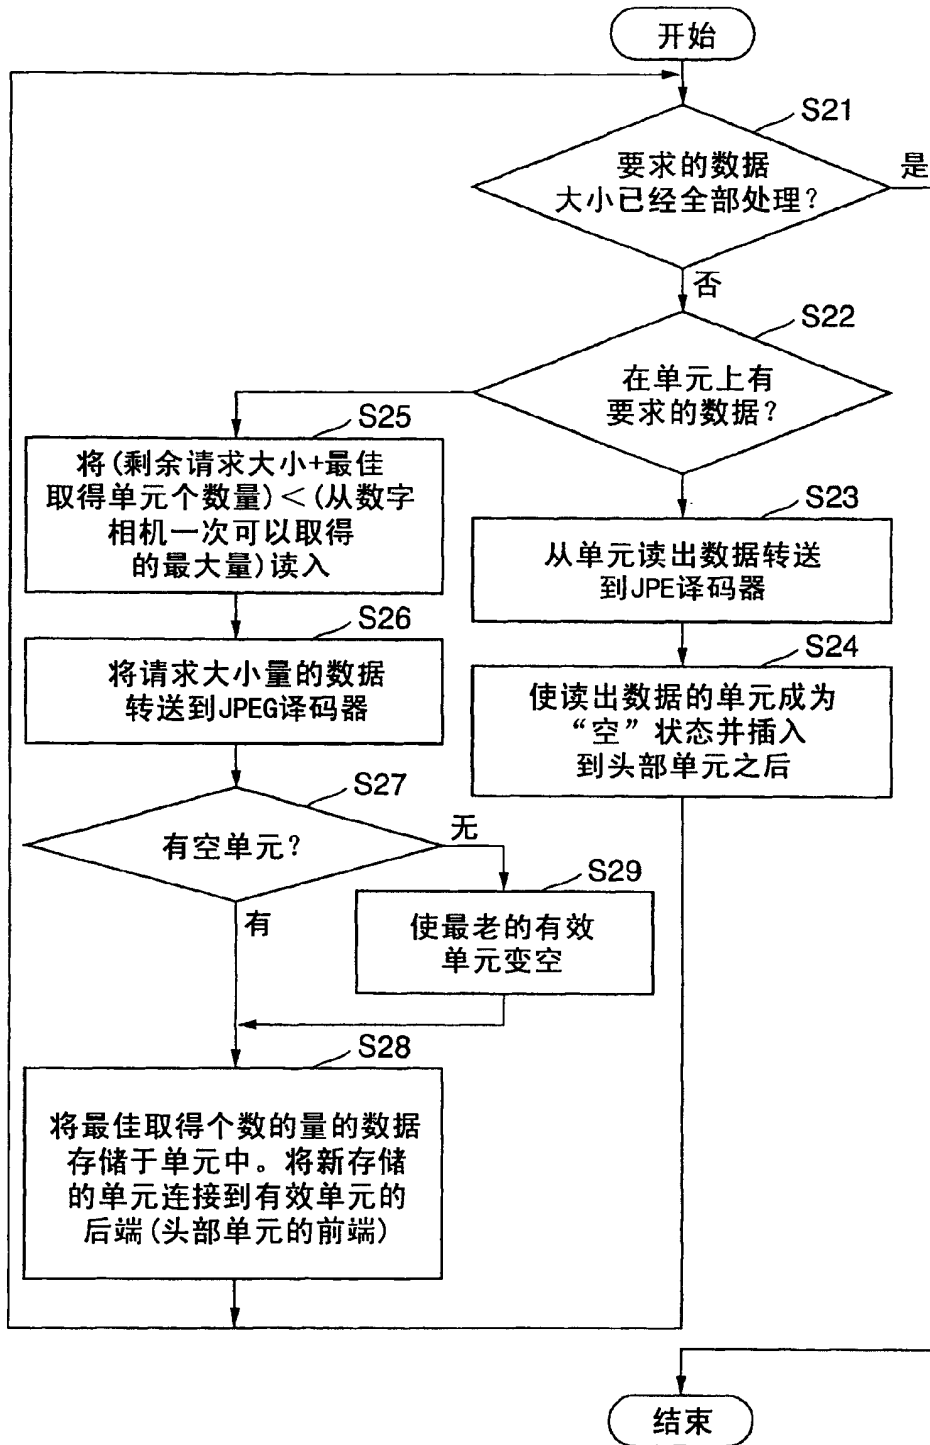 开始
S21
要求的数据
大小已经全部处理?
是
否
S22
在单元上有
要求的数据?
S25
将(剩余请求大小+最佳
取得单元个数量)<(从数字
相机一次可以取得
的最大量)读入
S23
从单元读出数据转送
到JPE译码器
S26
将请求大小量的数据
转送到JPEG译码器
S24
使读出数据的单元成为
“空”状态并插入
到头部单元之后
S27
有空单元?
无
有
S29
使最老的有效
单元变空
S28
将最佳取得个数的量的数据
存储于单元中。将新存储
的单元连接到有效单元的
后端(头部单元的前端)
结束